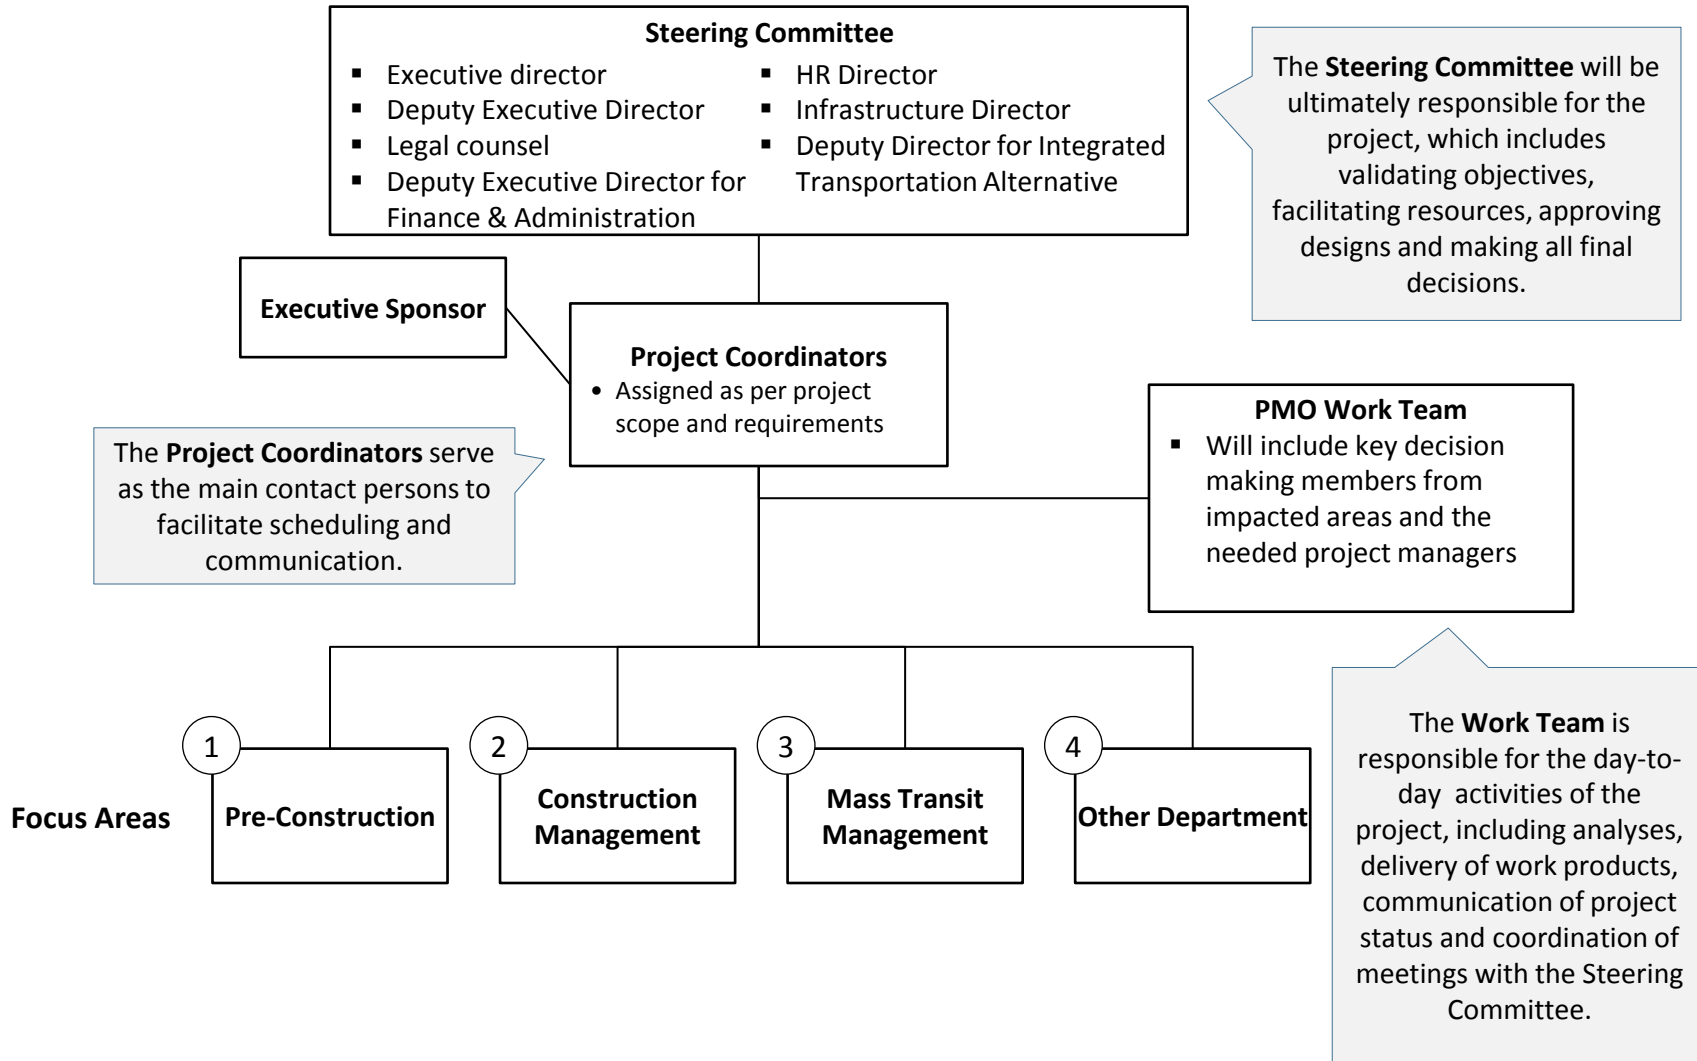 Steering Committee
▪ Executive director
▪ Deputy Executive Director
▪ Legal counsel
▪ Deputy Executive Director for
Finance & Administration
▪ HR Director
▪ Infrastructure Director
▪ Deputy Director for Integrated
Transportation Alternative
The Steering Committee will be
ultimately responsible for the
project, which includes
validating objectives,
facilitating resources, approving
designs and making all final
decisions.
Executive Sponsor
Project Coordinators
• Assigned as per project
scope and requirements
The Project Coordinators serve
as the main contact persons to
facilitate scheduling and
communication.
PMO Work Team
▪ Will include key decision
making members from
impacted areas and the
needed project managers
Focus Areas
1
Pre-Construction
2
Construction
Management
3
Mass Transit
Management
4
Other Department
The Work Team is
responsible for the day-to-
day activities of the
project, including analyses,
delivery of work products,
communication of project
status and coordination of
meetings with the Steering
Committee.